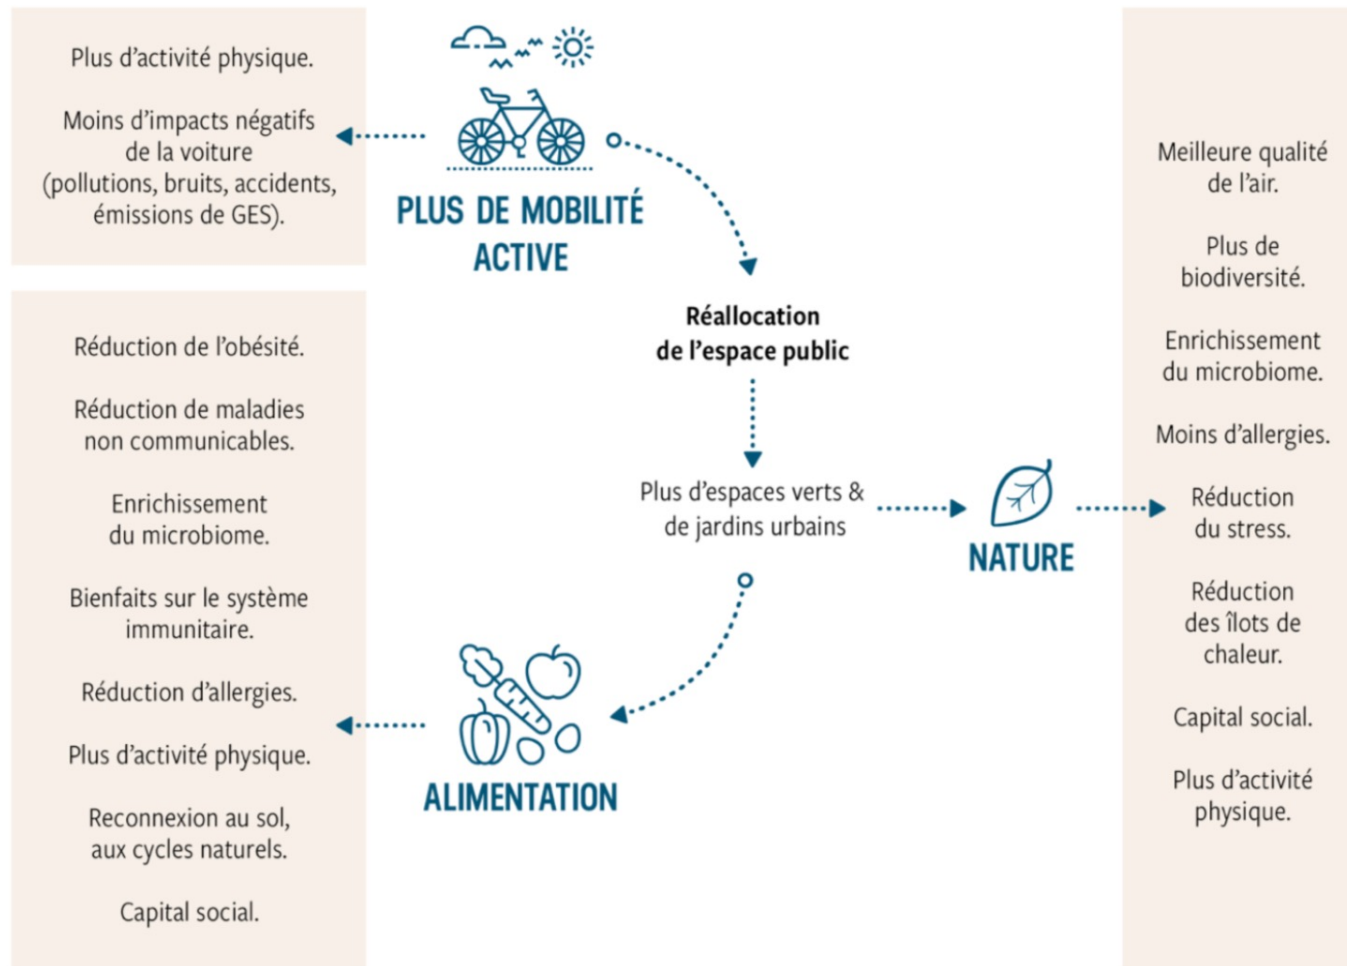 Plus d’activité physique.
Moins d’impacts négatifs
de la voiture
(pollutions, bruits, accidents,
émissions de GES).
PLUS DE MOBILITÉ
ACTIVE
Réallocation
de l’espace public
Plus d’espaces verts &
de jardins urbains
NATURE
Meilleure qualité
de l’air.
Plus de
biodiversité.
Enrichissement
du microbiome.
Moins d’allergies.
Réduction
du stress.
Réduction
des îlots de
chaleur.
Capital social.
Plus d’activité
physique.
ALIMENTATION
Réduction de l’obésité.
Réduction de maladies
non communicables.
Enrichissement
du microbiome.
Bienfaits sur le système
immunitaire.
Réduction d’allergies.
Plus d’activité physique.
Reconnexion au sol,
aux cycles naturels.
Capital social.